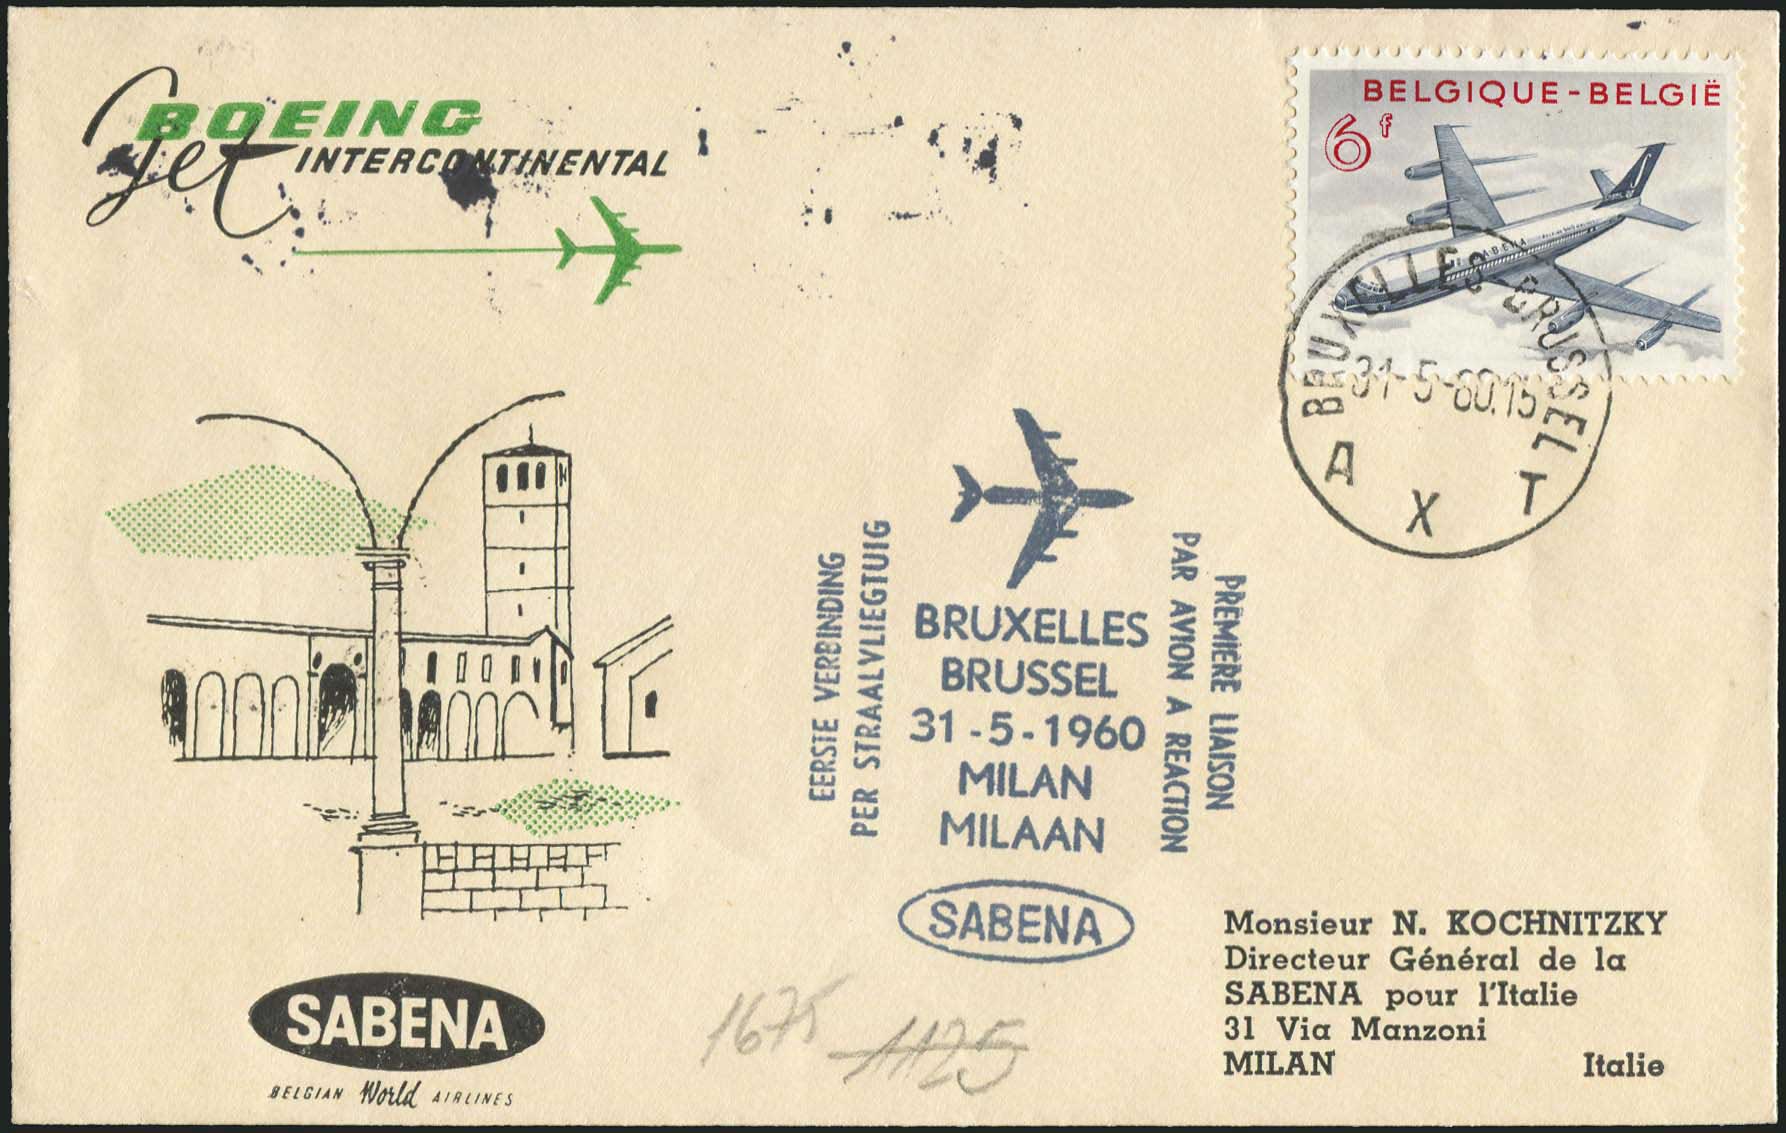 BOEING
Jet INTERCONTINENTAL
BELGIQUE - BELGIË
6f
SABENA
BRUXELLES BRUSSEL
31-5-60.15
A X T
EERSTE VERBINDING
PER STRAALVLIEGTUIG
BRUXELLES
BRUSSEL
31-5-1960
MILAN
MILAAN
PREMIERE LIAISON
PAR AVION A REACTION
SABENA
SABENA
BELGIAN World AIRLINES
1675
1125
Monsieur N. KOCHNITZKY
Directeur Général de la
SABENA pour l'Italie
31 Via Manzoni
MILAN Italie